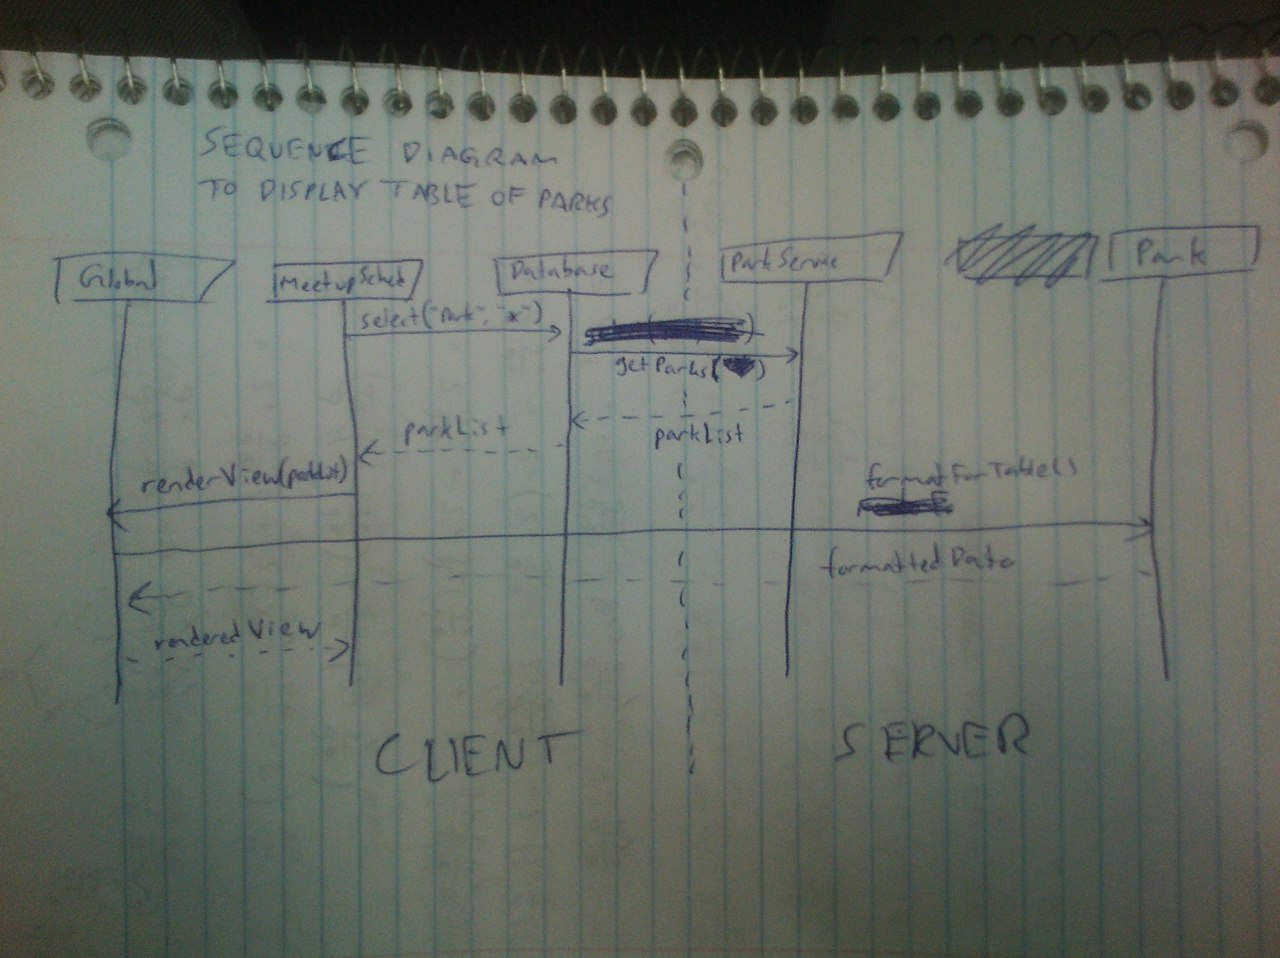 SEQUENCE DIAGRAM
TO DISPLAY TABLE OF PARKS
Global
MeetupSched
Database
ParkService
Park
select("Park", "*")
getParks( )
parkList
parkList
renderView(parkList)
formatForTable()
formattedData
renderedView
CLIENT
SERVER